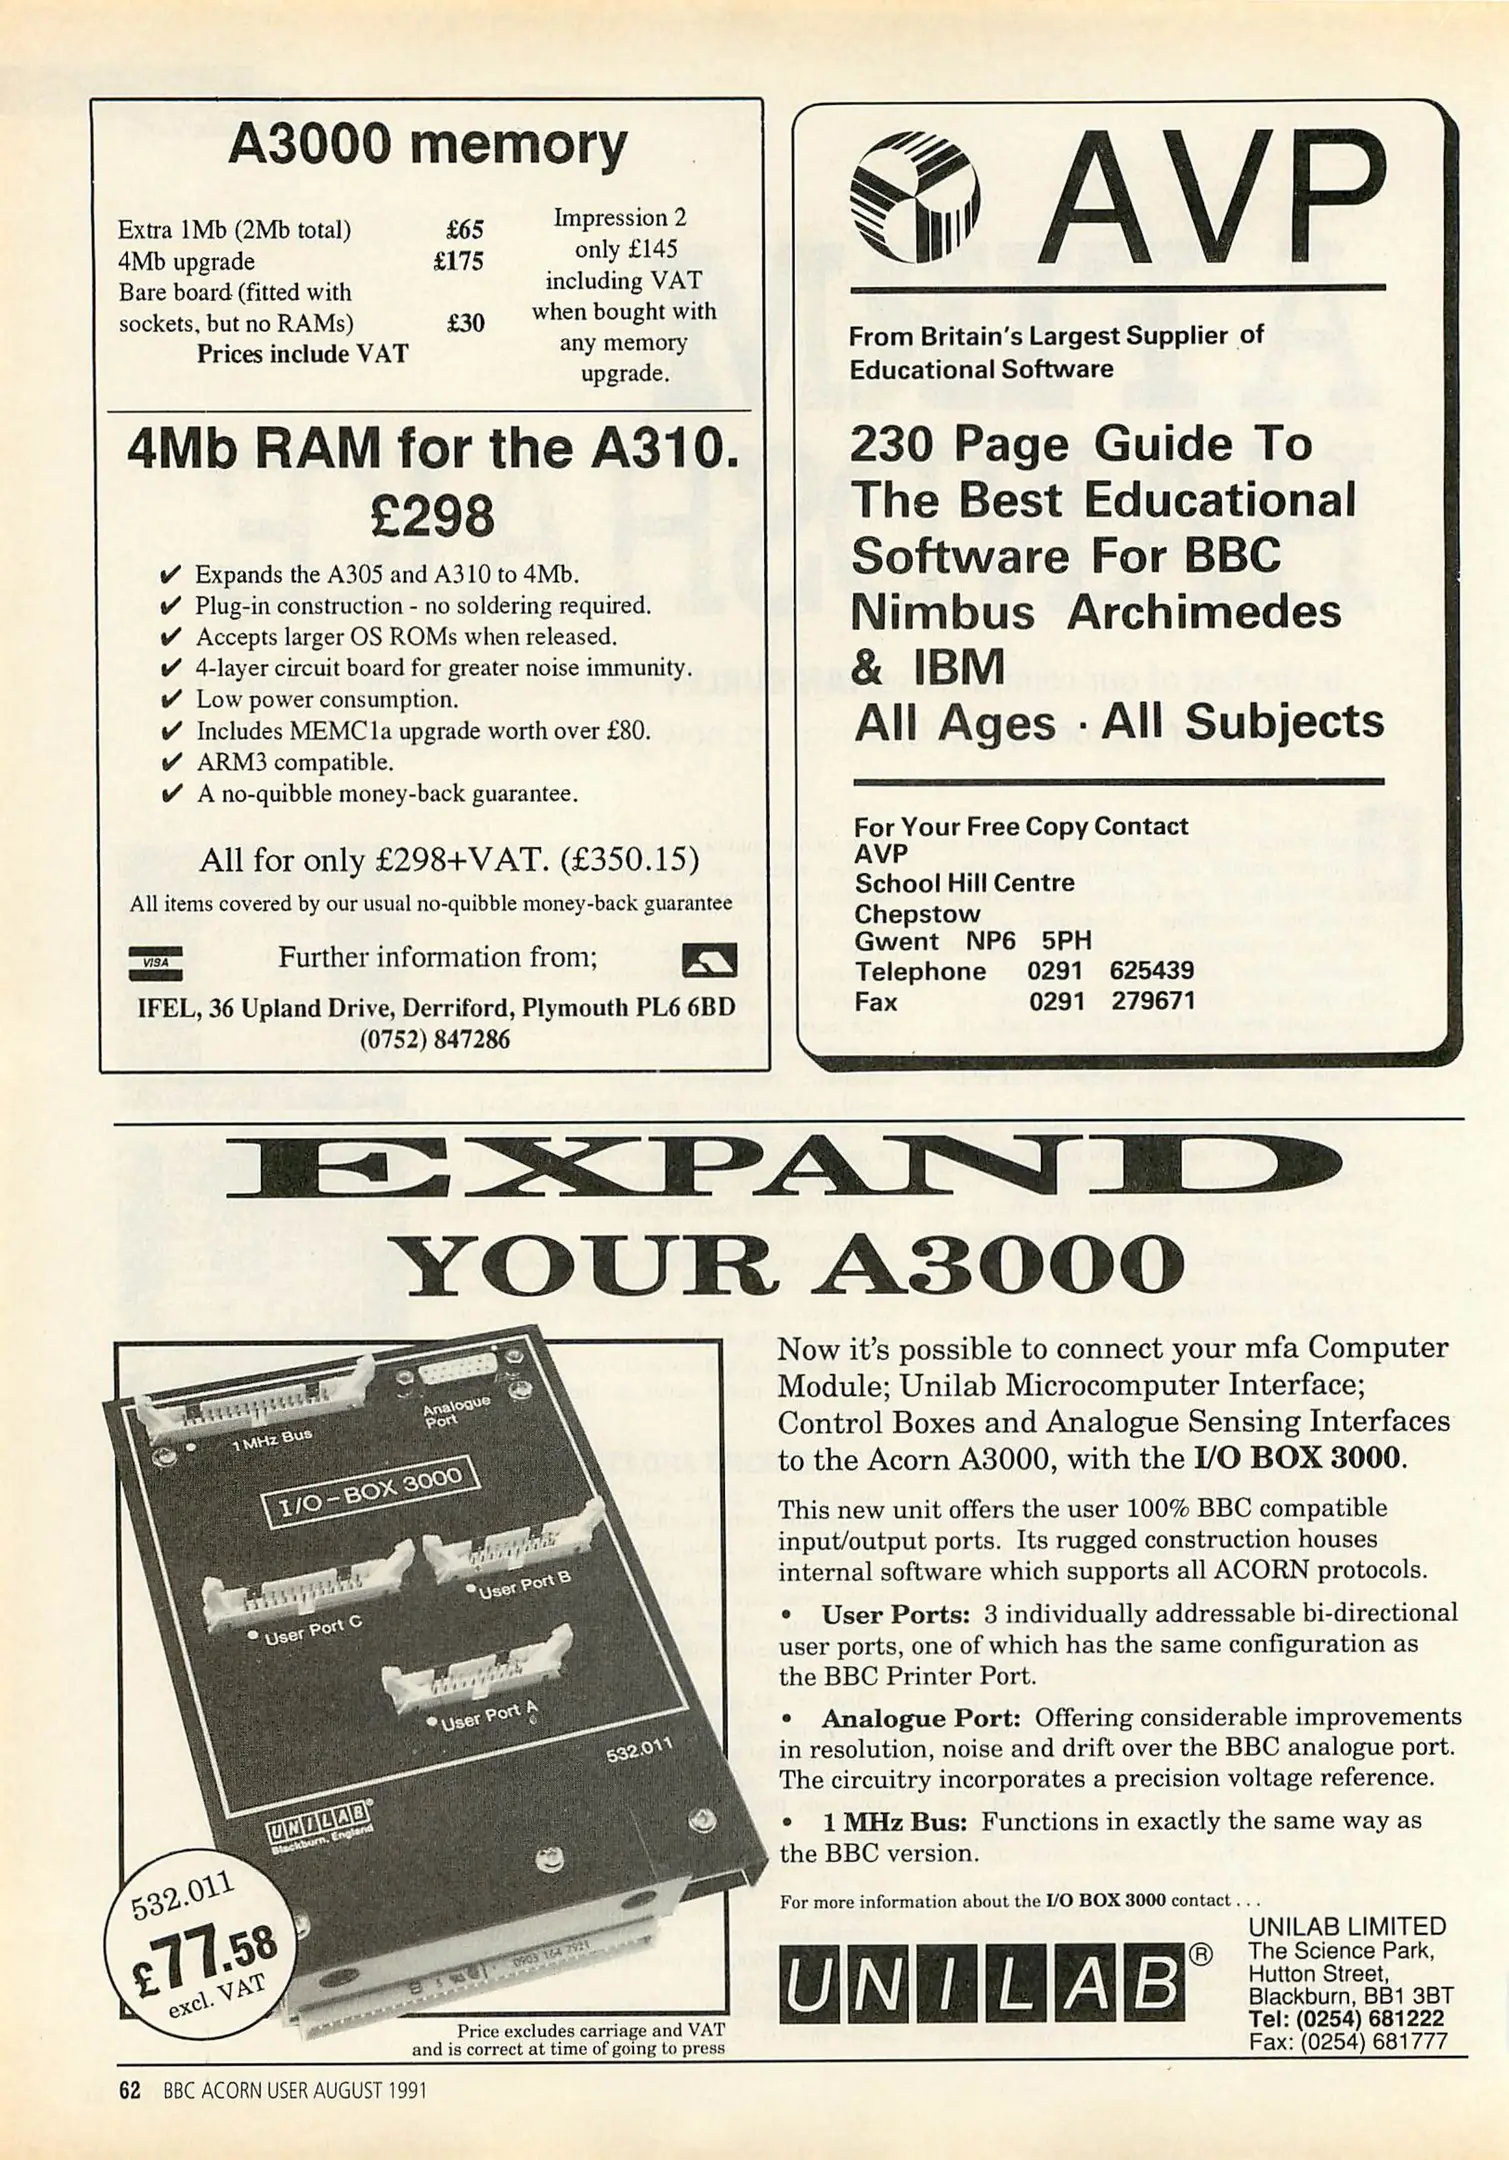 A3000 memory
Extra 1Mb (2Mb total) £65
4Mb upgrade £175
Bare board (fitted with
sockets, but no RAMs) £30
Prices include VAT
Impression 2
only £145
including VAT
when bought with
any memory
upgrade.
4Mb RAM for the A310.
£298
✔ Expands the A305 and A310 to 4Mb.
✔ Plug-in construction - no soldering required.
✔ Accepts larger OS ROMs when released.
✔ 4-layer circuit board for greater noise immunity.
✔ Low power consumption.
✔ Includes MEMC1a upgrade worth over £80.
✔ ARM3 compatible.
✔ A no-quibble money-back guarantee.
All for only £298+VAT. (£350.15)
All items covered by our usual no-quibble money-back guarantee
VISA
Further information from;
IFEL, 36 Upland Drive, Derriford, Plymouth PL6 6BD
(0752) 847286
AVP
From Britain's Largest Supplier of
Educational Software
230 Page Guide To
The Best Educational
Software For BBC
Nimbus Archimedes
& IBM
All Ages · All Subjects
For Your Free Copy Contact
AVP
School Hill Centre
Chepstow
Gwent NP6 5PH
Telephone 0291 625439
Fax 0291 279671
EXPAND
YOUR A3000
1 MHz Bus
Analogue
Port
I/O-BOX 3000
User Port B
User Port C
User Port A
532.011
UNILAB®
Blackburn, England
0903 164 7921
532.011
£77.58
excl. VAT
Price excludes carriage and VAT
and is correct at time of going to press
Now it's possible to connect your mfa Computer
Module; Unilab Microcomputer Interface;
Control Boxes and Analogue Sensing Interfaces
to the Acorn A3000, with the I/O BOX 3000.
This new unit offers the user 100% BBC compatible
input/output ports. Its rugged construction houses
internal software which supports all ACORN protocols.
• User Ports: 3 individually addressable bi-directional
user ports, one of which has the same configuration as
the BBC Printer Port.
• Analogue Port: Offering considerable improvements
in resolution, noise and drift over the BBC analogue port.
The circuitry incorporates a precision voltage reference.
• 1 MHz Bus: Functions in exactly the same way as
the BBC version.
For more information about the I/O BOX 3000 contact . . .
UNILAB®
UNILAB LIMITED
The Science Park,
Hutton Street,
Blackburn, BB1 3BT
Tel: (0254) 681222
Fax: (0254) 681777
62 BBC ACORN USER AUGUST 1991